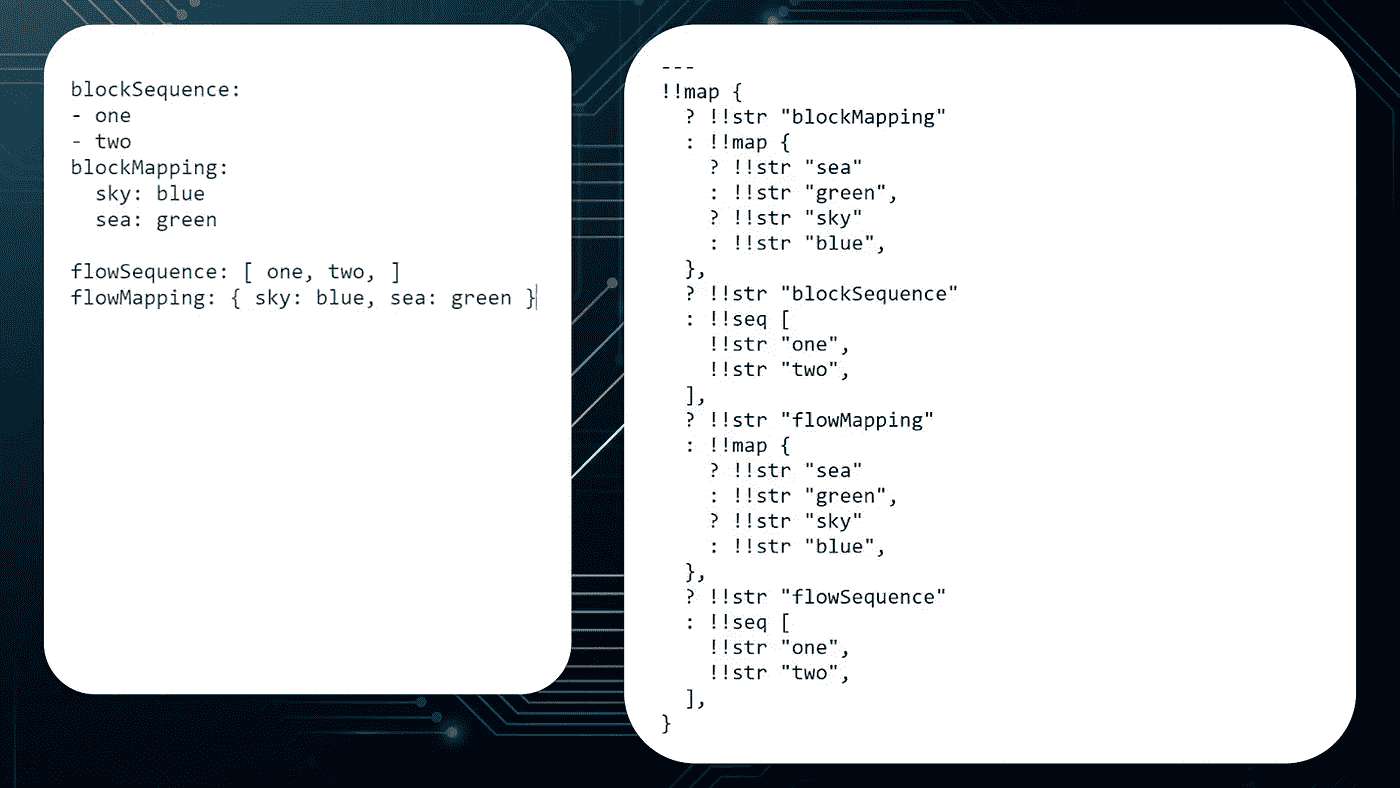 blockSequence:
- one
- two
blockMapping:
  sky: blue
  sea: green

flowSequence: [ one, two, ]
flowMapping: { sky: blue, sea: green }
---
!!map {
  ? !!str "blockMapping"
  : !!map {
    ? !!str "sea"
    : !!str "green",
    ? !!str "sky"
    : !!str "blue",
  },
  ? !!str "blockSequence"
  : !!seq [
    !!str "one",
    !!str "two",
  ],
  ? !!str "flowMapping"
  : !!map {
    ? !!str "sea"
    : !!str "green",
    ? !!str "sky"
    : !!str "blue",
  },
  ? !!str "flowSequence"
  : !!seq [
    !!str "one",
    !!str "two",
  ],
}